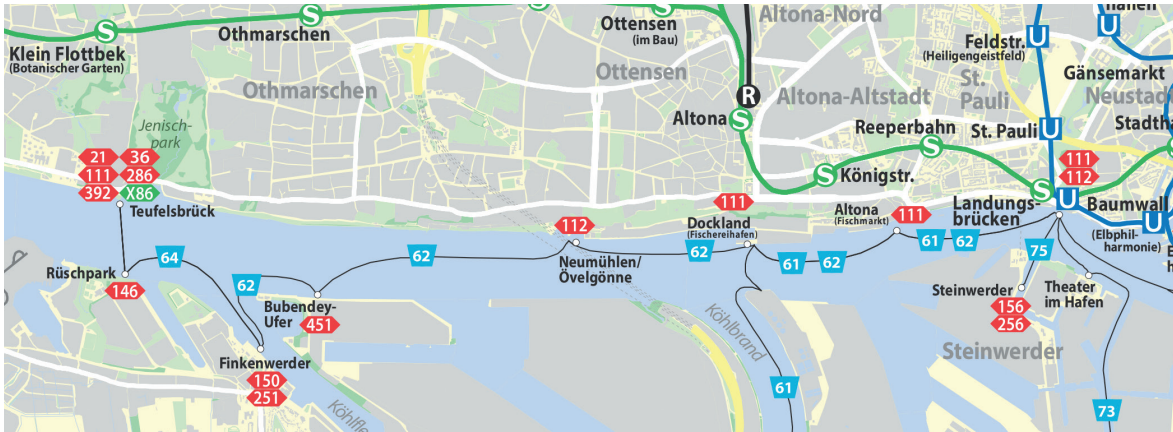 Klein Flottbek
(Botanischer Garten)
S
Othmarschen
S
Othmarschen
Jenisch-
park
S
Ottensen
(im Bau)
Ottensen
Altona-Nord
R
Altona
S
Altona-Altstadt
Reeperbahn
S
S
Königstr.
Feldstr.
(Heiligengeistfeld)
U
U
St.
Pauli
St. Pauli
U
Gänsemarkt
Neustad
Stadtha
S
21
36
111
286
392
X86
Teufelsbrück
Rüschpark
146
64
62
Bubendey-
Ufer
451
Finkenwerder
150
251
62
112
Neumühlen/
Övelgönne
62
111
Dockland
(Fischereihafen)
61
62
Altona
(Fischmarkt)
111
61
62
Landungs-
brücken
S
U
111
112
Baumwall
(Elbphil-
harmonie)
U
75
Steinwerder
156
256
Steinwerder
Theater
im Hafen
Köhlbrand
61
73